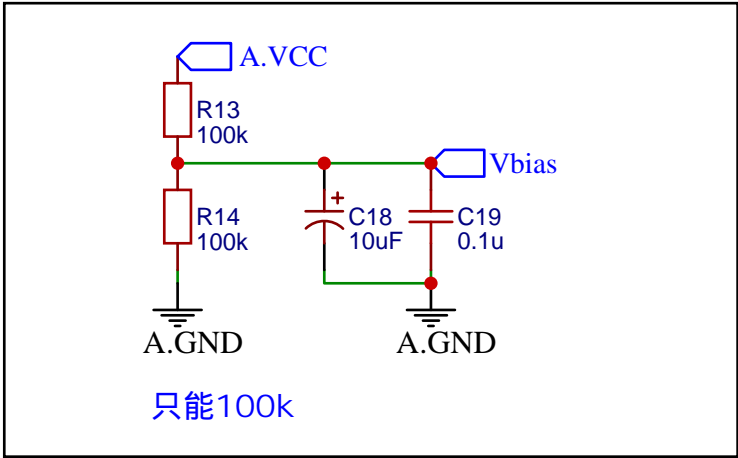 A.VCC
R13
100k
Vbias
R14
100k
C18
10uF
C19
0.1u
A.GND
A.GND
只能100k